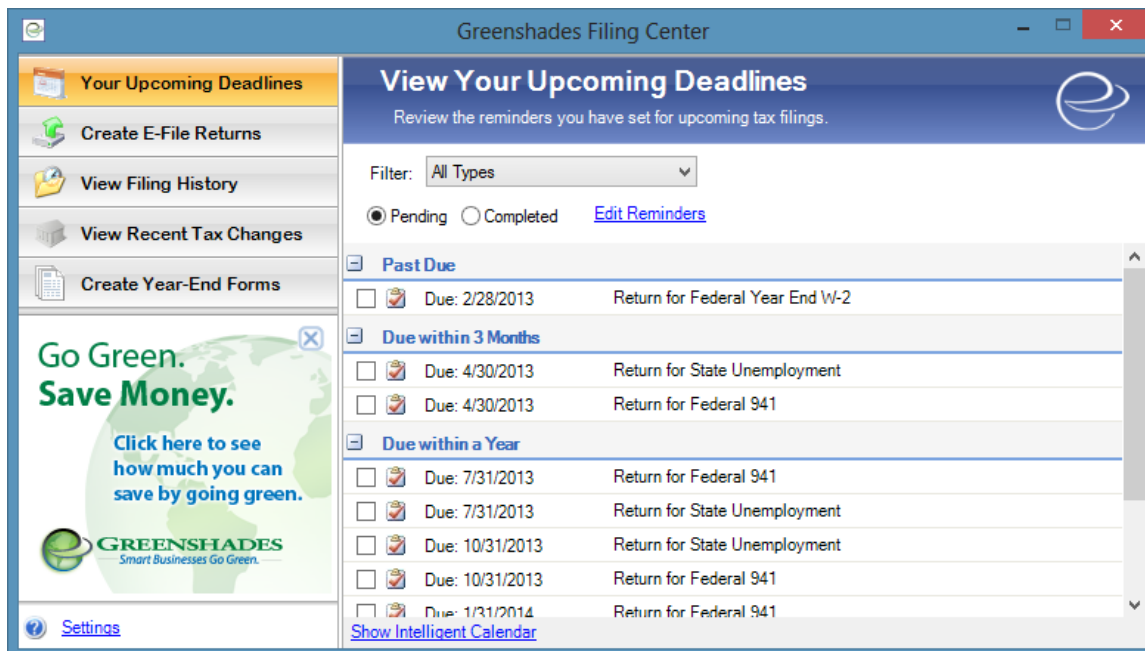 Greenshades Filing Center
Your Upcoming Deadlines
Create E-File Returns
View Filing History
View Recent Tax Changes
Create Year-End Forms
Go Green.
Save Money.
Click here to see
how much you can
save by going green.
GREENSHADES
Smart Businesses Go Green.
Settings
View Your Upcoming Deadlines
Review the reminders you have set for upcoming tax filings.
Filter: All Types
Pending Completed Edit Reminders
Past Due
Due: 2/28/2013 Return for Federal Year End W-2
Due within 3 Months
Due: 4/30/2013 Return for State Unemployment
Due: 4/30/2013 Return for Federal 941
Due within a Year
Due: 7/31/2013 Return for Federal 941
Due: 7/31/2013 Return for State Unemployment
Due: 10/31/2013 Return for State Unemployment
Due: 10/31/2013 Return for Federal 941
Due: 1/31/2014 Return for Federal 941
Show Intelligent Calendar